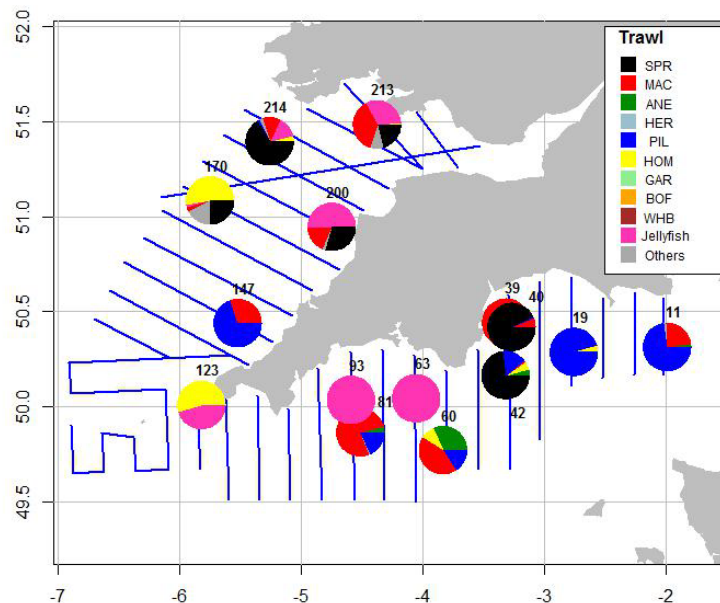 52.0
51.5
51.0
50.5
50.0
49.5
-7
-6
-5
-4
-3
-2
214
213
170
200
147
39
40
19
11
123
93
63
81
60
42
Trawl
SPR
MAC
ANE
HER
PIL
HOM
GAR
BOF
WHB
Jellyfish
Others